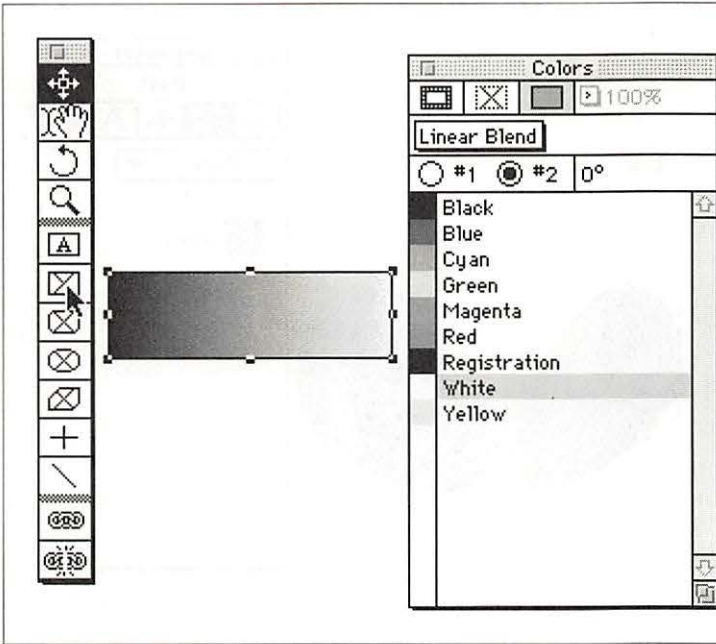 Colors
100%
Linear Blend
#1 #2 0°
A
Black
Blue
Cyan
Green
Magenta
Red
Registration
White
Yellow